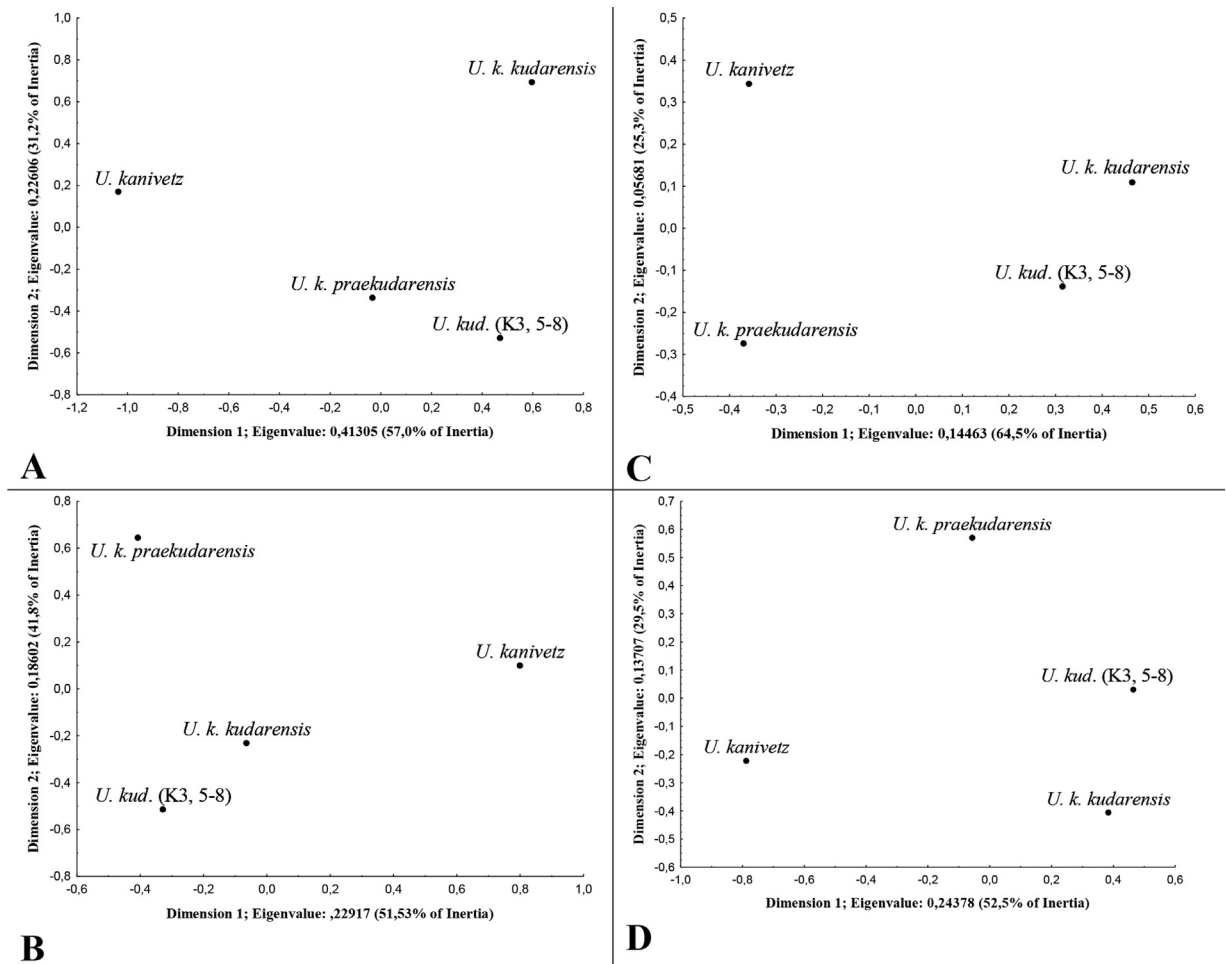 1,0
0,8
0,6
0,4
0,2
0,0
-0,2
-0,4
-0,6
-0,8
Dimension 2; Eigenvalue: 0,22606 (31,2% of Inertia)
U. k. kudarensis
U. kanivetz
U. k. praekudarensis
U. kud. (K3, 5-8)
-1,2 -1,0 -0,8 -0,6 -0,4 -0,2 0,0 0,2 0,4 0,6 0,8
Dimension 1; Eigenvalue: 0,41305 (57,0% of Inertia)
A
0,5
0,4
0,3
0,2
0,1
0,0
-0,1
-0,2
-0,3
-0,4
Dimension 2; Eigenvalue: 0,05681 (25,3% of Inertia)
U. kanivetz
U. k. kudarensis
U. kud. (K3, 5-8)
U. k. praekudarensis
-0,5 -0,4 -0,3 -0,2 -0,1 0,0 0,1 0,2 0,3 0,4 0,5 0,6
Dimension 1; Eigenvalue: 0,14463 (64,5% of Inertia)
C
0,8
0,6
0,4
0,2
0,0
-0,2
-0,4
-0,6
-0,8
Dimension 2; Eigenvalue: 0,18602 (41,8% of Inertia)
U. k. praekudarensis
U. kanivetz
U. k. kudarensis
U. kud. (K3, 5-8)
-0,6 -0,4 -0,2 0,0 0,2 0,4 0,6 0,8 1,0
Dimension 1; Eigenvalue: ,22917 (51,53% of Inertia)
B
0,7
0,6
0,5
0,4
0,3
0,2
0,1
0,0
-0,1
-0,2
-0,3
-0,4
-0,5
-0,6
Dimension 2; Eigenvalue: 0,13707 (29,5% of Inertia)
U. k. praekudarensis
U. kud. (K3, 5-8)
U. kanivetz
U. k. kudarensis
-1,0 -0,8 -0,6 -0,4 -0,2 0,0 0,2 0,4 0,6
Dimension 1; Eigenvalue: 0,24378 (52,5% of Inertia)
D